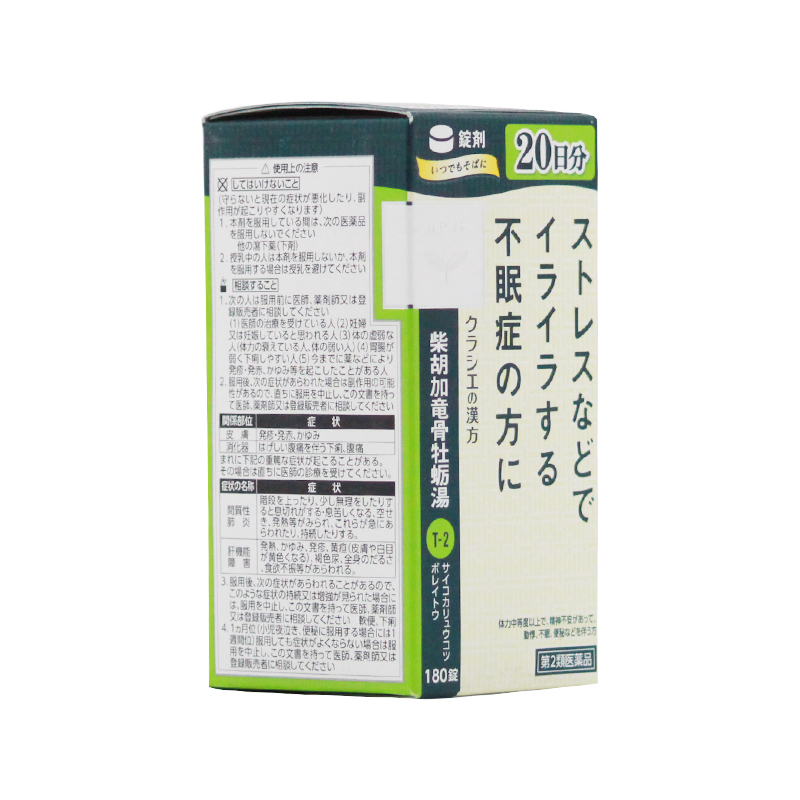 △ 使用上の注意
してはいけないこと
(守らないと現在の症状が悪化したり、副
作用が起こりやすくなります)
1. 本剤を服用している間は、次の医薬品
を服用しないでください
他の瀉下薬(下剤)
2. 授乳中の人は本剤を服用しないか、本剤
を服用する場合は授乳を避けてください
相談すること
1. 次の人は服用前に医師、薬剤師又は登
録販売者に相談してください
(1)医師の治療を受けている人(2)妊婦
又は妊娠していると思われる人(3)体の虚弱な
人(体力の衰えている人、体の弱い人)(4)胃腸が
弱く下痢しやすい人(5)今までに薬などにより
発疹・発赤、かゆみ等を起こしたことがある人
2. 服用後、次の症状があらわれた場合は副作用の可能
性があるので、直ちに服用を中止し、この文書を持っ
て医師、薬剤師又は登録販売者に相談してください
関係部位 症状
皮膚 発疹・発赤、かゆみ
消化器 はげしい腹痛を伴う下痢、腹痛
まれに下記の重篤な症状が起こることがある。
その場合は直ちに医師の診療を受けてください。
症状の名称 症状
間質性
肺炎
階段を上ったり、少し無理をしたりす
ると息切れがする・息苦しくなる、空せ
き、発熱等がみられ、これらが急にあ
らわれたり、持続したりする。
肝機能
障害
発熱、かゆみ、発疹、黄疸(皮膚や白目
が黄色くなる)、褐色尿、全身のだるさ
、食欲不振等があらわれる。
3. 服用後、次の症状があらわれることがあるので、
このような症状の持続又は増強が見られた場合に
は、服用を中止し、この文書を持って医師、薬剤師
又は登録販売者に相談してください 軟便、下痢
4. 1ヵ月位(小児夜泣き、便秘に服用する場合には1
週間位)服用しても症状がよくならない場合は服
用を中止し、この文書を持って医師、薬剤師又は登
録販売者に相談してください
錠剤
いつでもそばに
20日分
ストレスなどで
イライラする
不眠症の方に
クラシエの漢方
柴胡加竜骨牡蛎湯
T-2
サイコカリュウコツ
ボレイトウ
180錠
体力中等度以上で、精神不安があって、
動悸、不眠、便秘などを伴う方
第2類医薬品